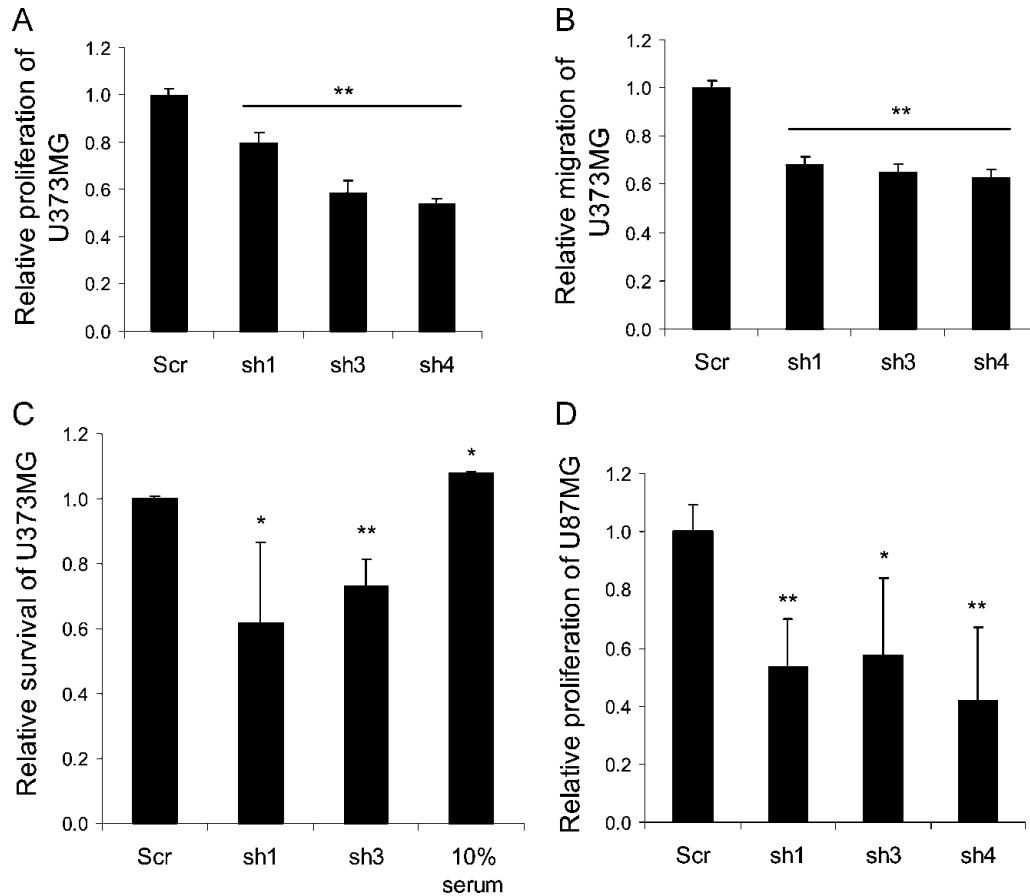 A
Relative proliferation of
U373MG
1.2
1.0
0.8
0.6
0.4
0.2
0.0
**
Scr sh1 sh3 sh4
B
Relative migration of
U373MG
1.2
1.0
0.8
0.6
0.4
0.2
0.0
**
Scr sh1 sh3 sh4
C
Relative survival of U373MG
1.2
1.0
0.8
0.6
0.4
0.2
0.0
* ** *
Scr sh1 sh3 10%
serum
D
Relative proliferation of U87MG
1.2
1.0
0.8
0.6
0.4
0.2
0.0
** * **
Scr sh1 sh3 sh4